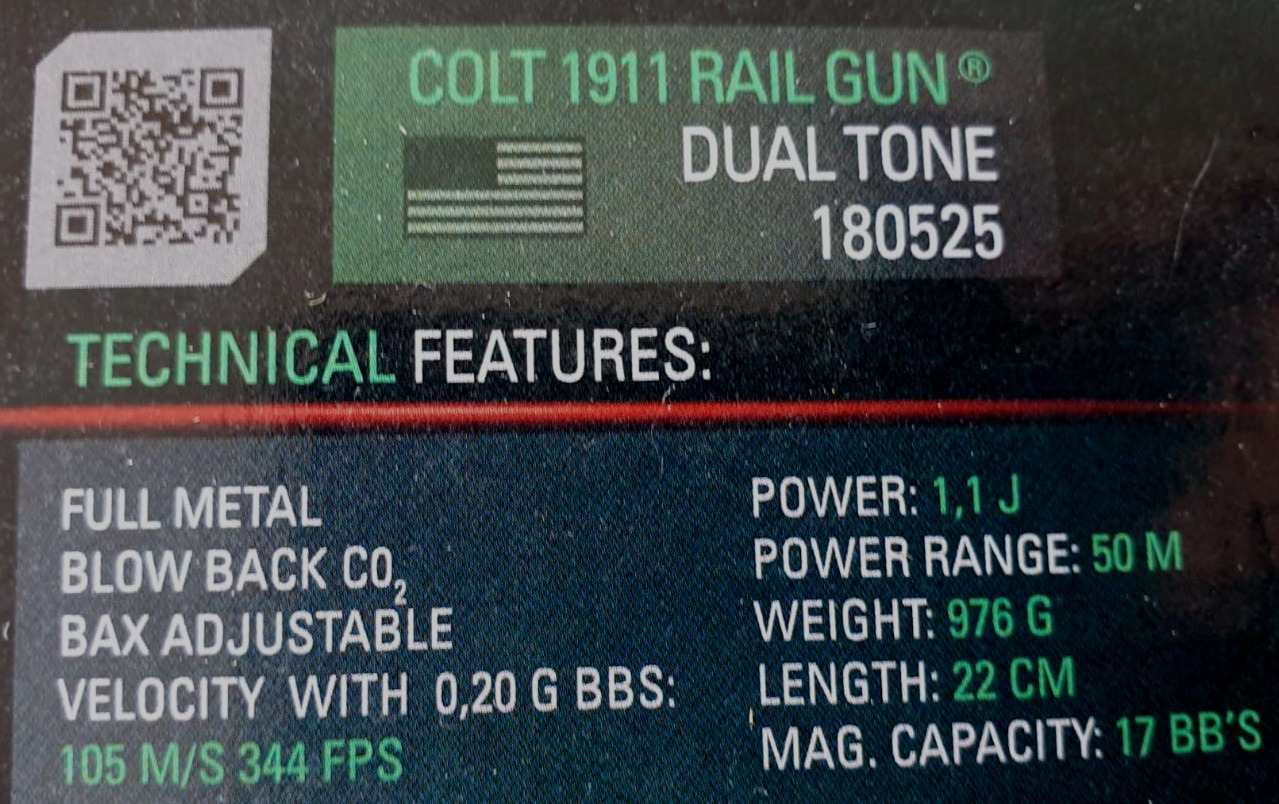 COLT 1911 RAIL GUN®
DUAL TONE
180525
TECHNICAL FEATURES:
FULL METAL
BLOW BACK CO₂
BAX ADJUSTABLE
VELOCITY WITH 0,20 G BBS:
105 M/S 344 FPS
POWER: 1,1 J
POWER RANGE: 50 M
WEIGHT: 976 G
LENGTH: 22 CM
MAG. CAPACITY: 17 BB'S